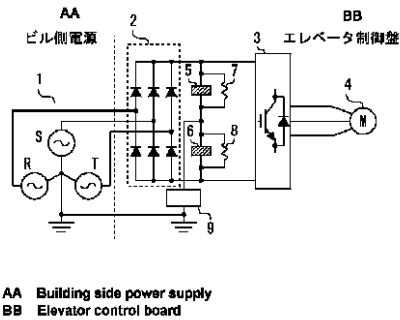 AA
ビル側電源
BB
エレベータ制御盤
1
2
3
4
5
6
7
8
9
R
S
T
M
AA Building side power supply
BB Elevator control board